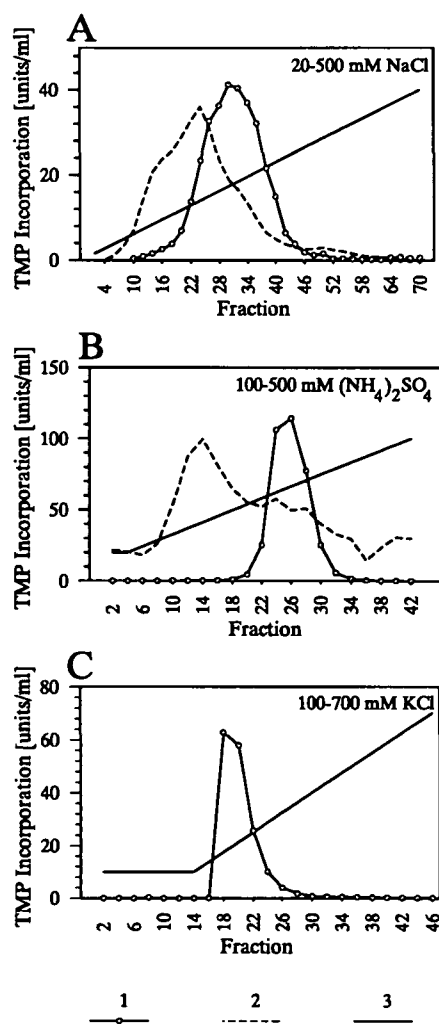 A
20-500 mM NaCl
TMP Incorporation [units/ml]
40
20
0
4 10 16 22 28 34 40 46 52 58 64 70
Fraction
B
100-500 mM (NH4)2SO4
TMP Incorporation [units/ml]
150
100
50
0
2 6 10 14 18 22 26 30 34 38 42
Fraction
C
100-700 mM KCl
TMP Incorporation [units/ml]
80
60
40
20
0
2 6 10 14 18 22 26 30 34 38 42 46
Fraction
1 2 3